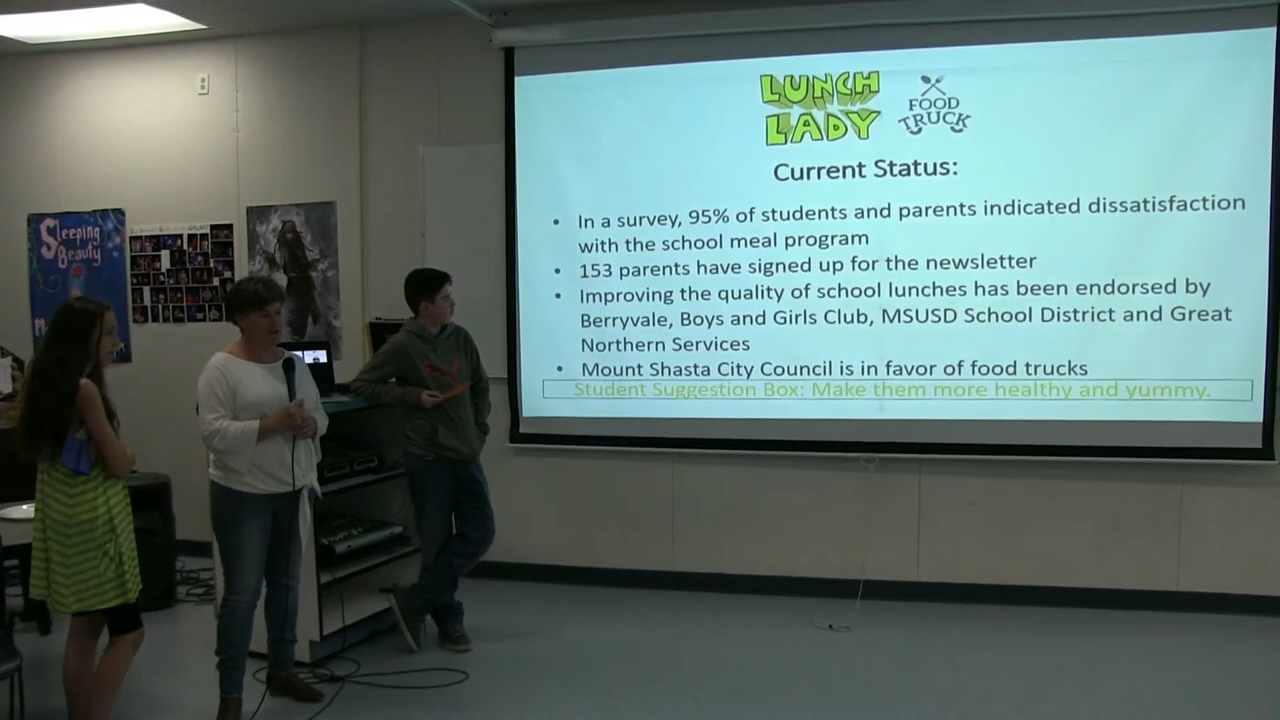 LUNCH
LADY
FOOD
TRUCK
Current Status:
• In a survey, 95% of students and parents indicated dissatisfaction
with the school meal program
• 153 parents have signed up for the newsletter
• Improving the quality of school lunches has been endorsed by
Berryvale, Boys and Girls Club, MSUSD School District and Great
Northern Services
• Mount Shasta City Council is in favor of food trucks
Student Suggestion Box: Make them more healthy and yummy.
Sleeping
Beauty